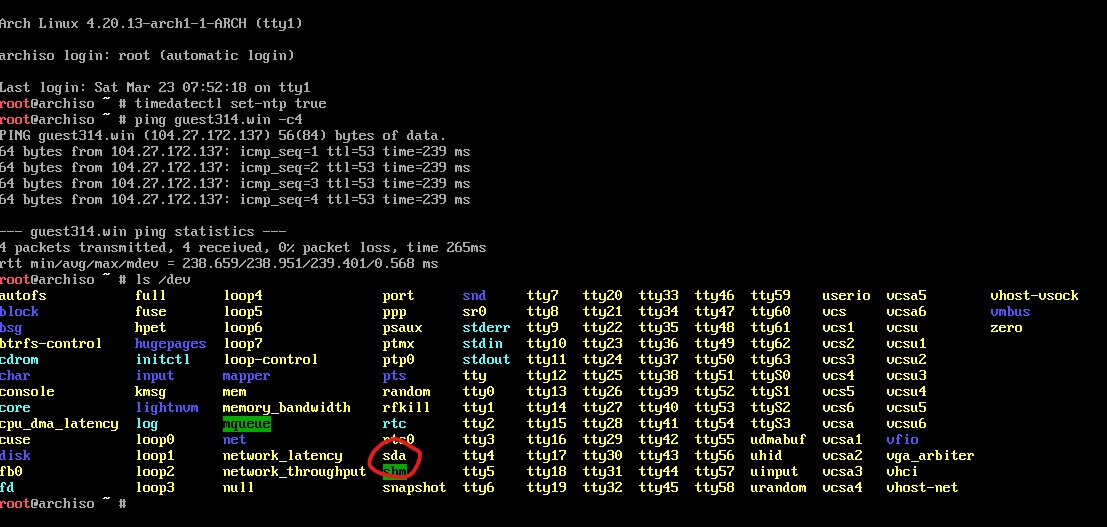 Arch Linux 4.20.13-arch1-1-ARCH (tty1)
archiso login: root (automatic login)
Last login: Sat Mar 23 07:52:18 on tty1
root@archiso ~ # timedatectl set-ntp true
root@archiso ~ # ping guest314.win -c4
PING guest314.win (104.27.172.137) 56(84) bytes of data.
64 bytes from 104.27.172.137: icmp_seq=1 ttl=53 time=239 ms
64 bytes from 104.27.172.137: icmp_seq=2 ttl=53 time=239 ms
64 bytes from 104.27.172.137: icmp_seq=3 ttl=53 time=239 ms
64 bytes from 104.27.172.137: icmp_seq=4 ttl=53 time=239 ms
--- guest314.win ping statistics ---
4 packets transmitted, 4 received, 0% packet loss, time 265ms
rtt min/avg/max/mdev = 238.659/238.951/239.401/0.568 ms
root@archiso ~ # ls /dev
autofs full loop4 port snd tty7 tty20 tty33 tty46 tty59 userio vcsa5 vhost-vsock
block fuse loop5 ppp sr0 tty8 tty21 tty34 tty47 tty60 vcs vcsa6 vmbus
bsg hpet loop6 psaux stderr tty9 tty22 tty35 tty48 tty61 vcs1 vcsu zero
btrfs-control hugepages loop7 ptmx stdin tty10 tty23 tty36 tty49 tty62 vcs2 vcsu1
cdrom initctl loop-control ptp0 stdout tty11 tty24 tty37 tty50 tty63 vcs3 vcsu2
char input mapper pts tty tty12 tty25 tty38 tty51 ttyS0 vcs4 vcsu3
console kmsg mem random tty0 tty13 tty26 tty39 tty52 ttyS1 vcs5 vcsu4
core lightnvm memory_bandwidth rfkill tty1 tty14 tty27 tty40 tty53 ttyS2 vcs6 vcsu5
cpu_dma_latency log mqueue rtc tty2 tty15 tty28 tty41 tty54 ttyS3 vcsa vcsu6
cuse loop0 net rtc0 tty3 tty16 tty29 tty42 tty55 udmabuf vcsa1 vfio
disk loop1 network_latency sda tty4 tty17 tty30 tty43 tty56 uhid vcsa2 vga_arbiter
fb0 loop2 network_throughput shm tty5 tty18 tty31 tty44 tty57 uinput vcsa3 vhci
fd loop3 null snapshot tty6 tty19 tty32 tty45 tty58 urandom vcsa4 vhost-net
root@archiso ~ #